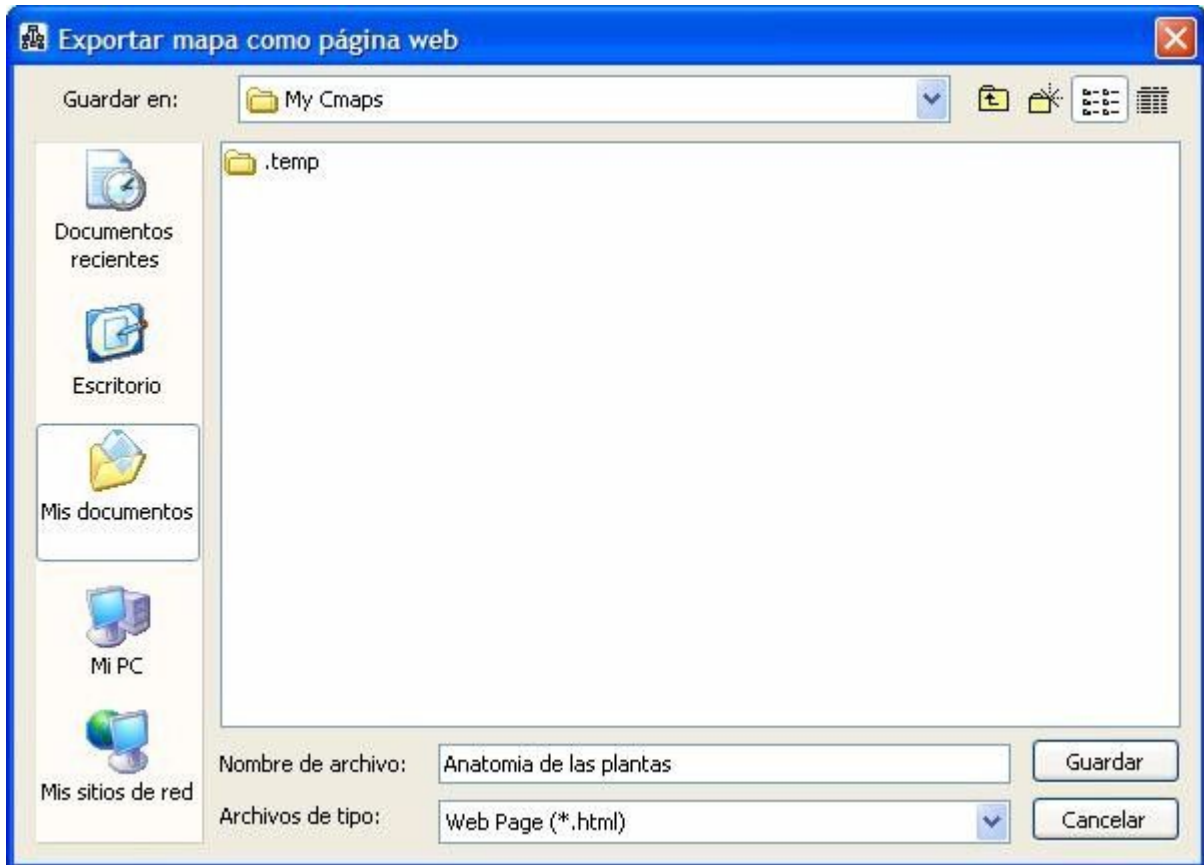 Exportar mapa como página web
Guardar en:
My Cmaps
.temp
Documentos
recientes
Escritorio
Mis documentos
Mi PC
Mis sitios de red
Nombre de archivo:
Anatomia de las plantas
Guardar
Archivos de tipo:
Web Page (*.html)
Cancelar